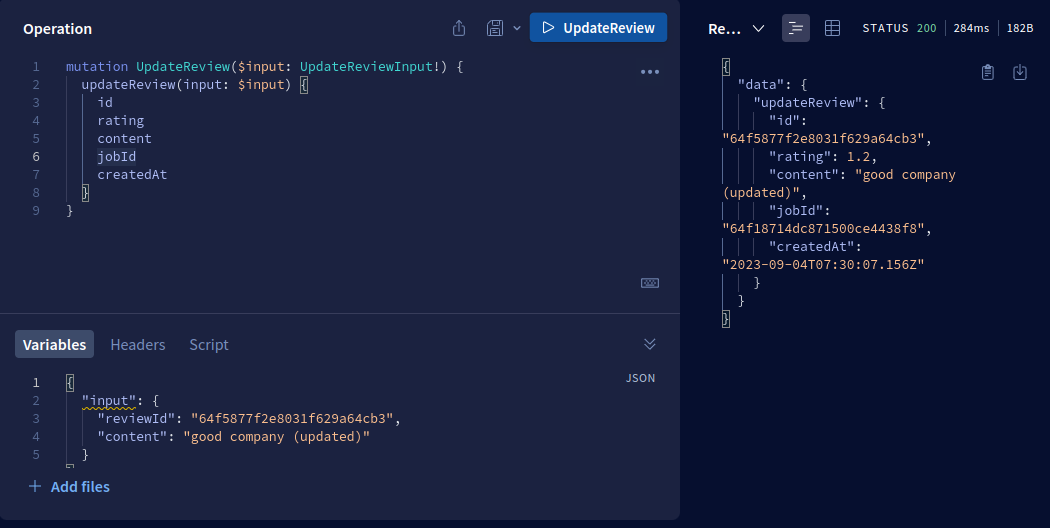 Operation
UpdateReview
1 mutation UpdateReview($input: UpdateReviewInput!) {
2 updateReview(input: $input) {
3 id
4 rating
5 content
6 jobId
7 createdAt
8 }
9 }
Variables Headers Script
JSON
1 {
2 "input": {
3 "reviewId": "64f5877f2e8031f629a64cb3",
4 "content": "good company (updated)"
5 }
Add files
Re... STATUS 200 284ms 182B
{
"data": {
"updateReview": {
"id":
"64f5877f2e8031f629a64cb3",
"rating": 1.2,
"content": "good company
(updated)",
"jobId":
"64f18714dc871500ce4438f8",
"createdAt":
"2023-09-04T07:30:07.156Z"
}
}
}